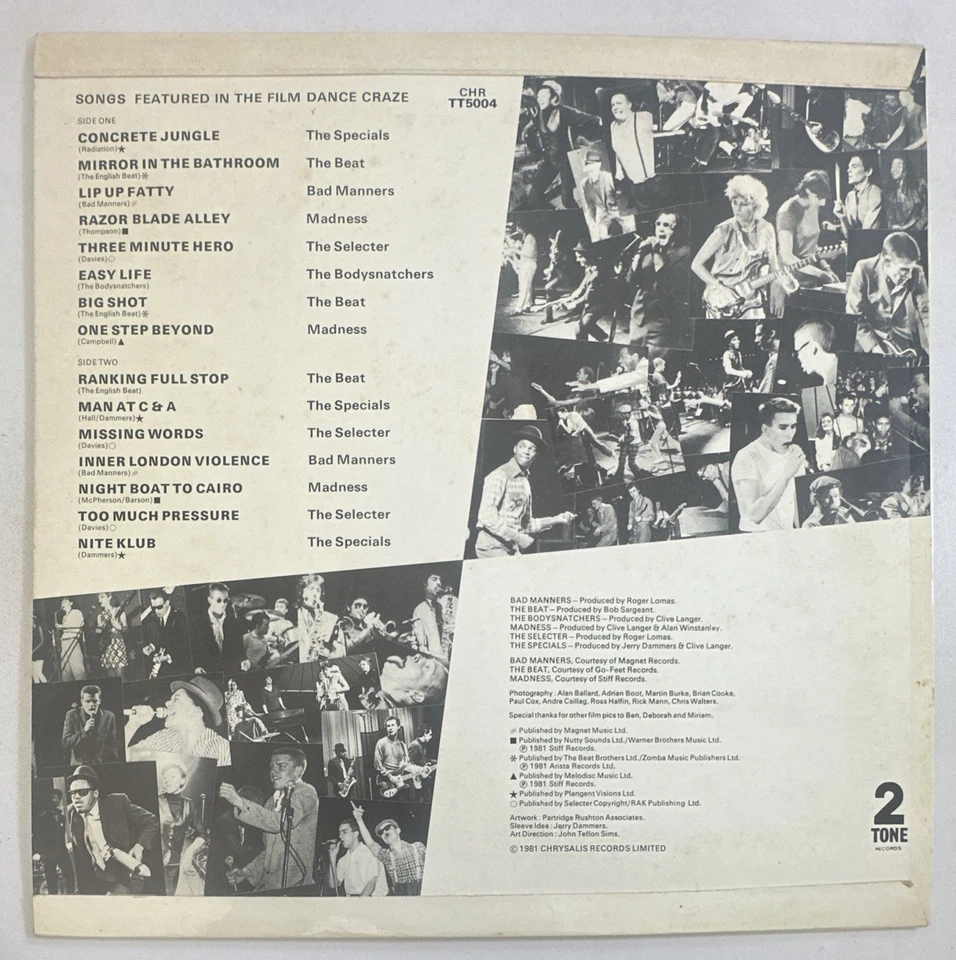 SONGS FEATURED IN THE FILM DANCE CRAZE
CHR
TT5004
SIDE ONE
CONCRETE JUNGLE The Specials
(Radiation)★
MIRROR IN THE BATHROOM The Beat
(The English Beat)✲
LIP UP FATTY Bad Manners
(Bad Manners)
RAZOR BLADE ALLEY Madness
(Thompson)■
THREE MINUTE HERO The Selecter
(Davies)○
EASY LIFE The Bodysnatchers
(The Bodysnatchers)
BIG SHOT The Beat
(The English Beat)✲
ONE STEP BEYOND Madness
(Campbell)▲
SIDE TWO
RANKING FULL STOP The Beat
(The English Beat)
MAN AT C & A The Specials
(Hall/Dammers)★
MISSING WORDS The Selecter
(Davies)○
INNER LONDON VIOLENCE Bad Manners
(Bad Manners)
NIGHT BOAT TO CAIRO Madness
(McPherson/Barson)■
TOO MUCH PRESSURE The Selecter
(Davies)○
NITE KLUB The Specials
(Dammers)★
BAD MANNERS – Produced by Roger Lomas.
THE BEAT – Produced by Bob Sargeant.
THE BODYSNATCHERS – Produced by Clive Langer.
MADNESS – Produced by Clive Langer & Alan Winstanley.
THE SELECTER – Produced by Roger Lomas.
THE SPECIALS – Produced by Jerry Dammers & Clive Langer.
BAD MANNERS, Courtesy of Magnet Records.
THE BEAT, Courtesy of Go-Feet Records.
MADNESS, Courtesy of Stiff Records.
Photography : Alan Ballard, Adrian Boot, Martin Burke, Brian Cooke,
Paul Cox, Andre Csillag, Ross Halfin, Rick Mann, Chris Walters.
Special thanks for other film pics to Ben, Deborah and Miriam.
Published by Magnet Music Ltd.
■ Published by Nutty Sounds Ltd./Warner Brothers Music Ltd.
℗ 1981 Stiff Records.
✲ Published by The Beat Brothers Ltd./Zomba Music Publishers Ltd.
℗ 1981 Arista Records Ltd.
▲ Published by Melodisc Music Ltd.
℗ 1981 Stiff Records.
★ Published by Plangent Visions Ltd.
○ Published by Selecter Copyright/RAK Publishing Ltd.
Artwork : Partridge Rushton Associates.
Sleeve Idea : Jerry Dammers.
Art Direction : John Teflon Sims.
© 1981 CHRYSALIS RECORDS LIMITED
2
TONE
RECORDS